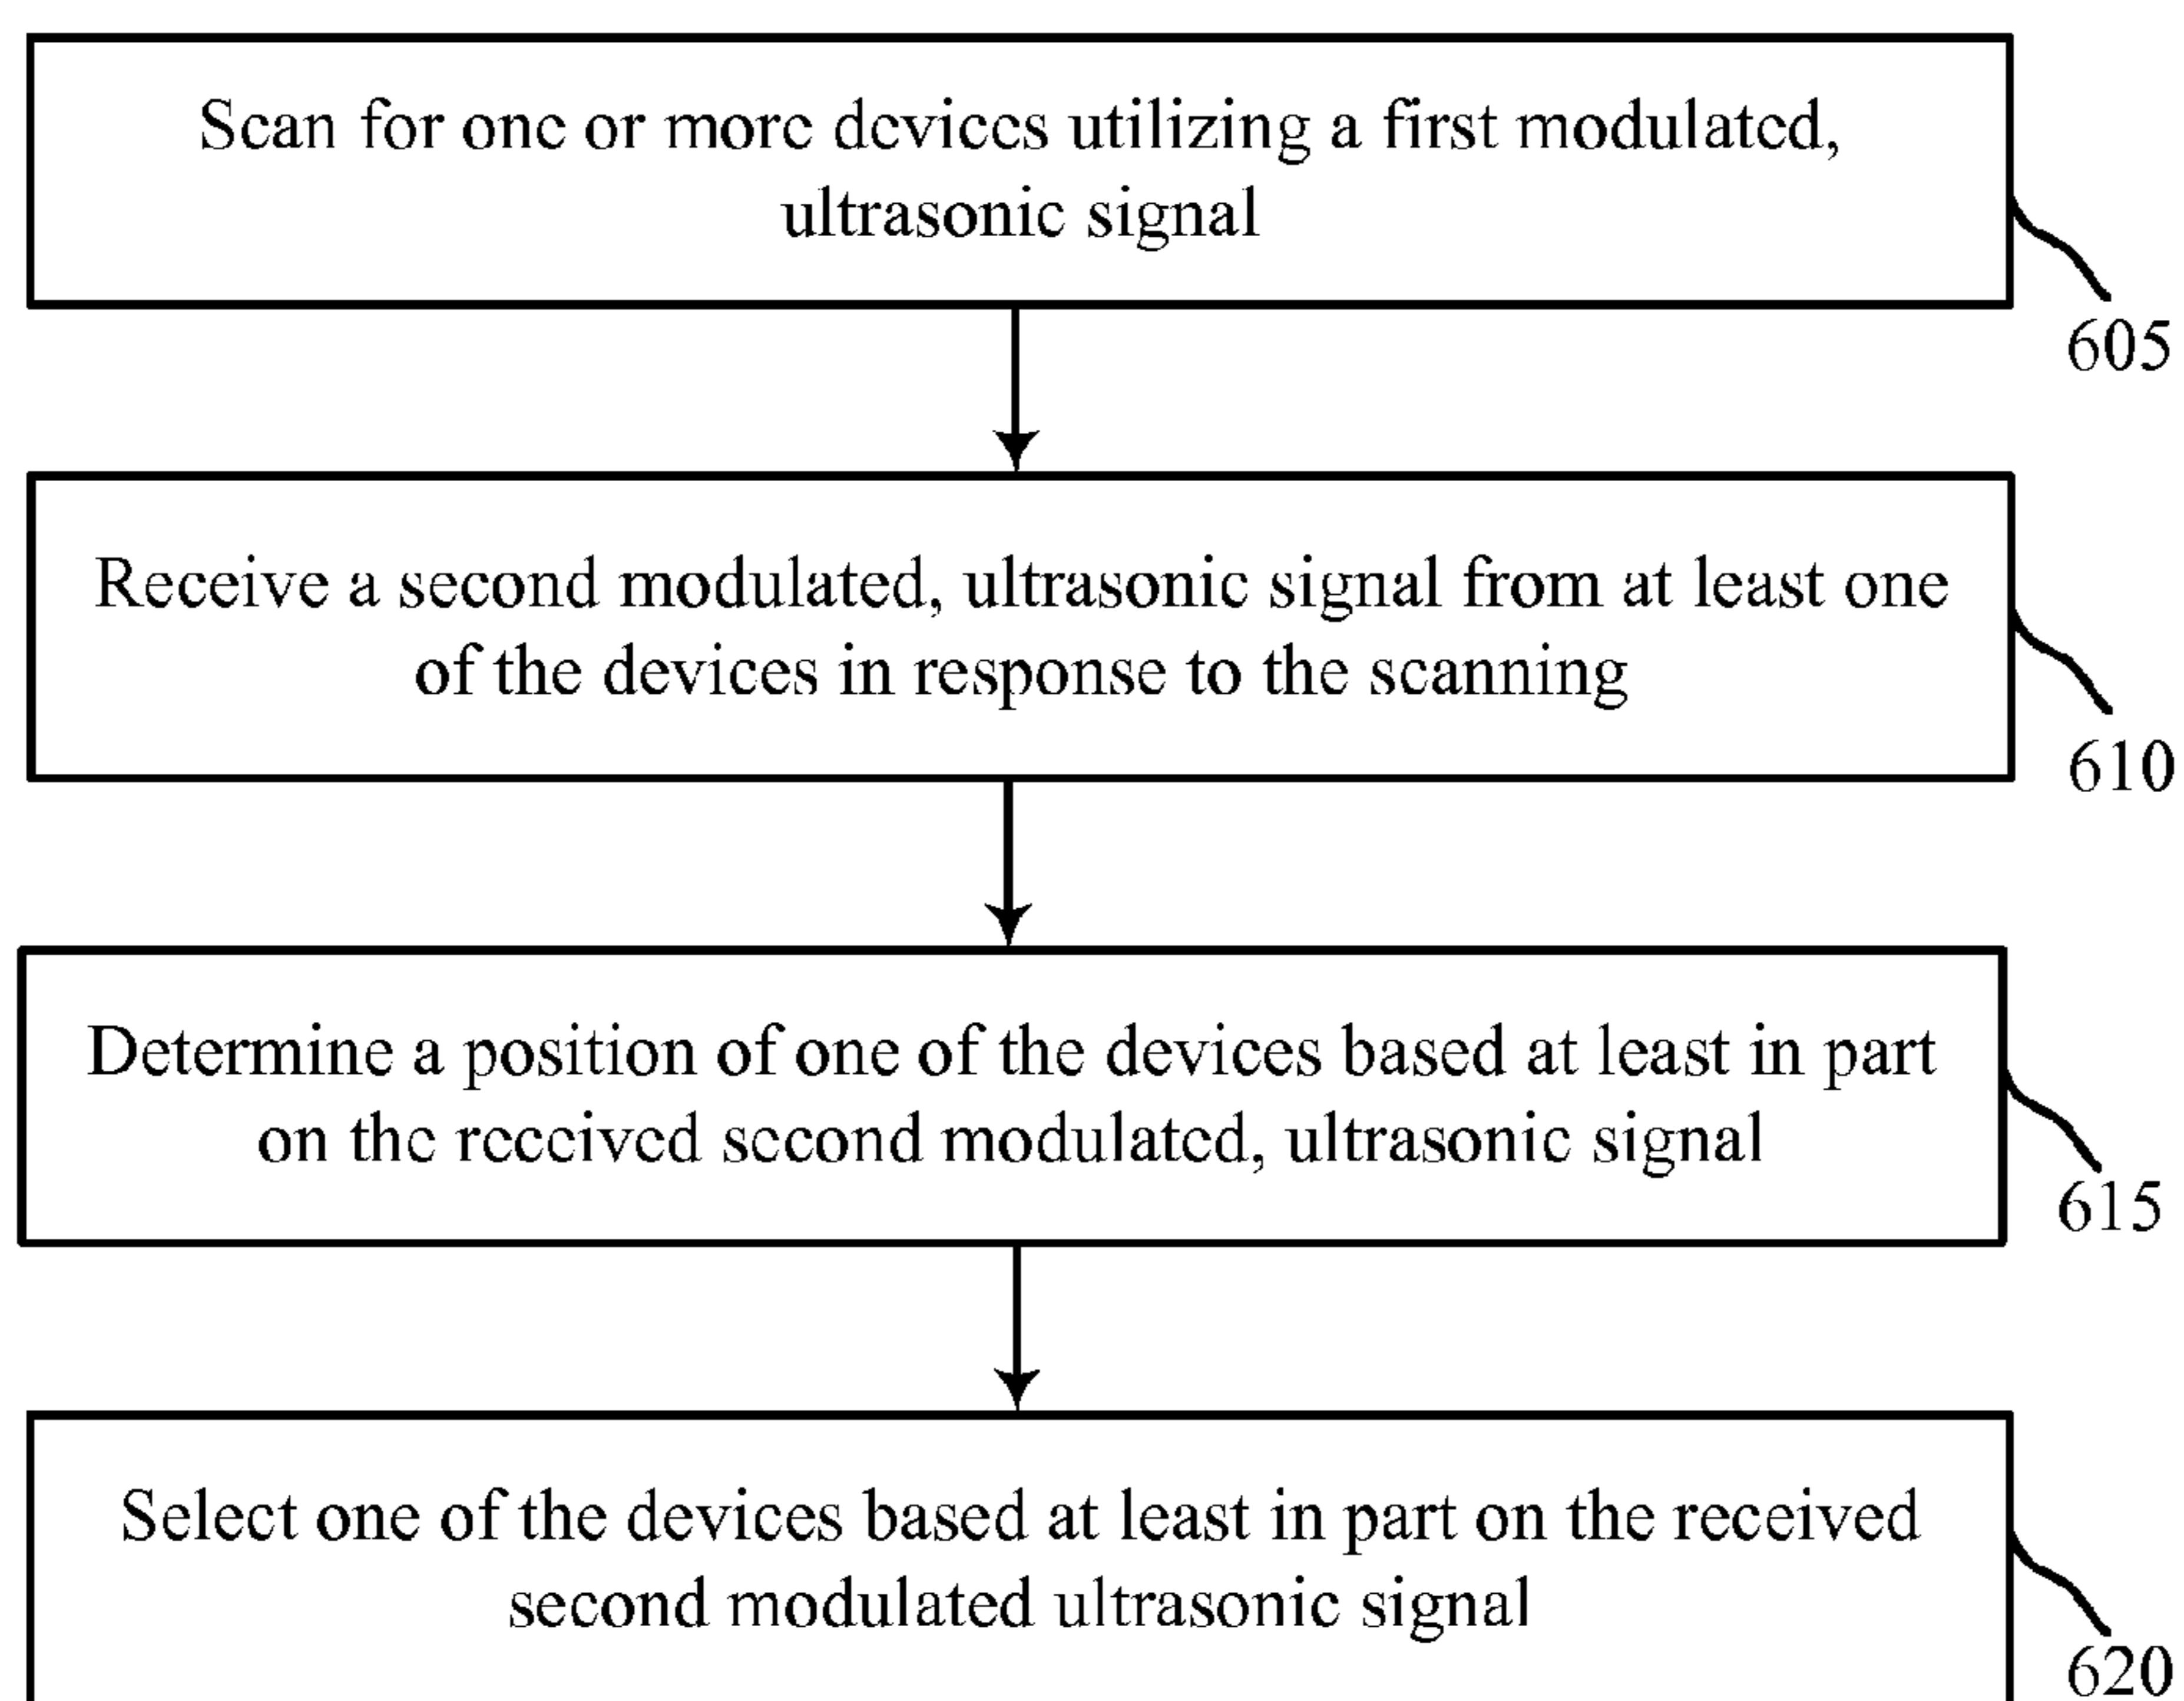 Scan for one or more devices utilizing a first modulated,
ultrasonic signal
605
Receive a second modulated, ultrasonic signal from at least one
of the devices in response to the scanning
610
Determine a position of one of the devices based at least in part
on the received second modulated, ultrasonic signal
615
Select one of the devices based at least in part on the received
second modulated ultrasonic signal
620